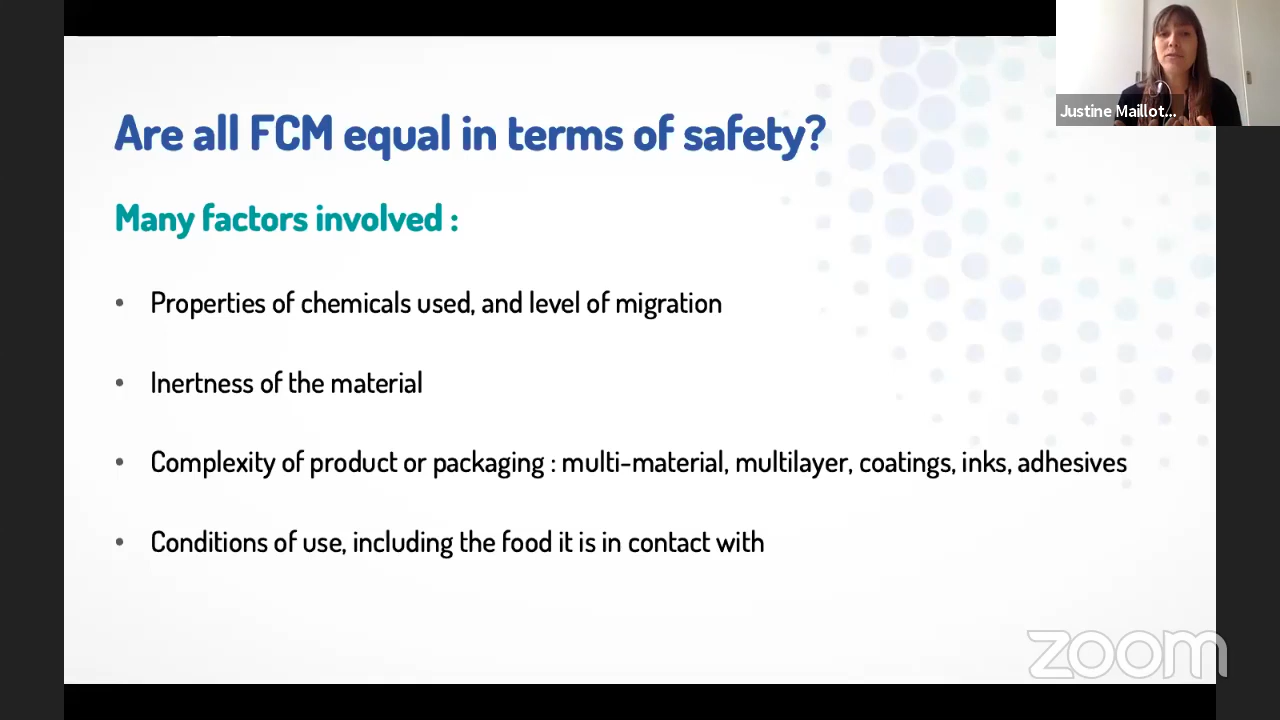 Justine Maillot...
Are all FCM equal in terms of safety?
Many factors involved :
• Properties of chemicals used, and level of migration
• Inertness of the material
• Complexity of product or packaging : multi-material, multilayer, coatings, inks, adhesives
• Conditions of use, including the food it is in contact with
zoom